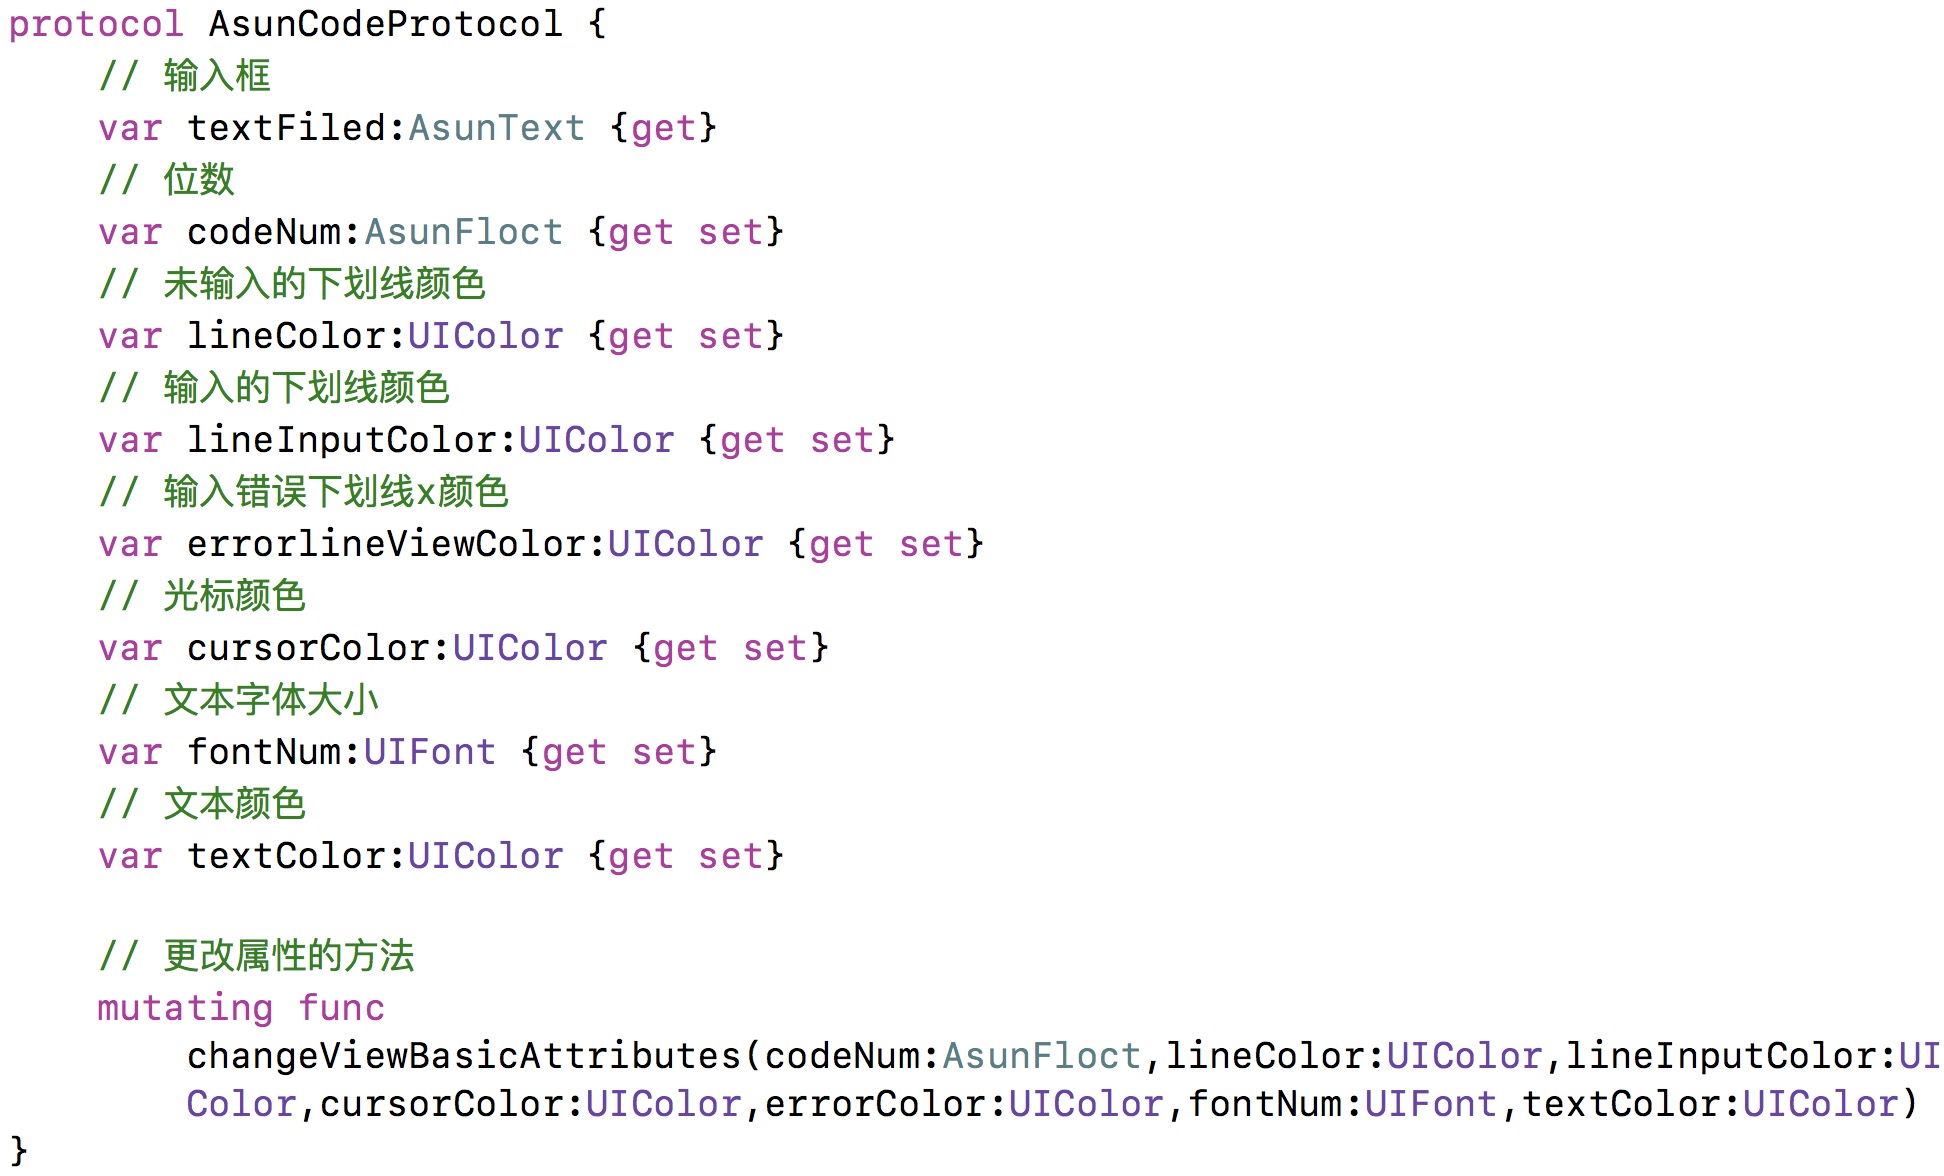 protocol AsunCodeProtocol {
// 输入框
var textFiled:AsunText {get}
// 位数
var codeNum:AsunFloct {get set}
// 未输入的下划线颜色
var lineColor:UIColor {get set}
// 输入的下划线颜色
var lineInputColor:UIColor {get set}
// 输入错误下划线x颜色
var errorlineViewColor:UIColor {get set}
// 光标颜色
var cursorColor:UIColor {get set}
// 文本字体大小
var fontNum:UIFont {get set}
// 文本颜色
var textColor:UIColor {get set}
// 更改属性的方法
mutating func
changeViewBasicAttributes(codeNum:AsunFloct,lineColor:UIColor,lineInputColor:UI
Color,cursorColor:UIColor,errorColor:UIColor,fontNum:UIFont,textColor:UIColor)
}